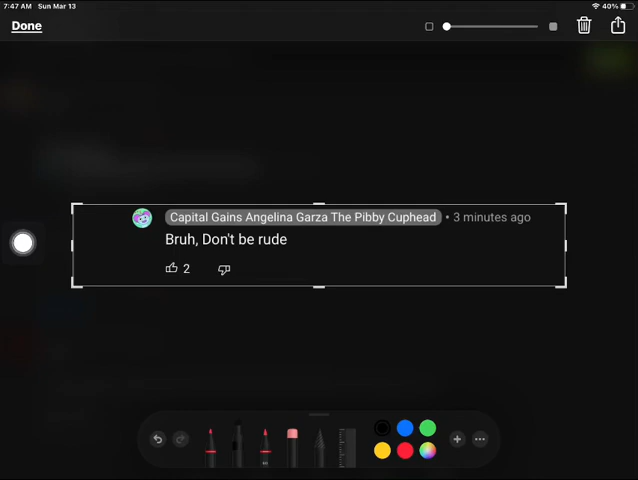 7:47 AM Sun Mar 13
40%
Done
Capital Gains Angelina Garza The Pibby Cuphead • 3 minutes ago
Bruh, Don't be rude
2